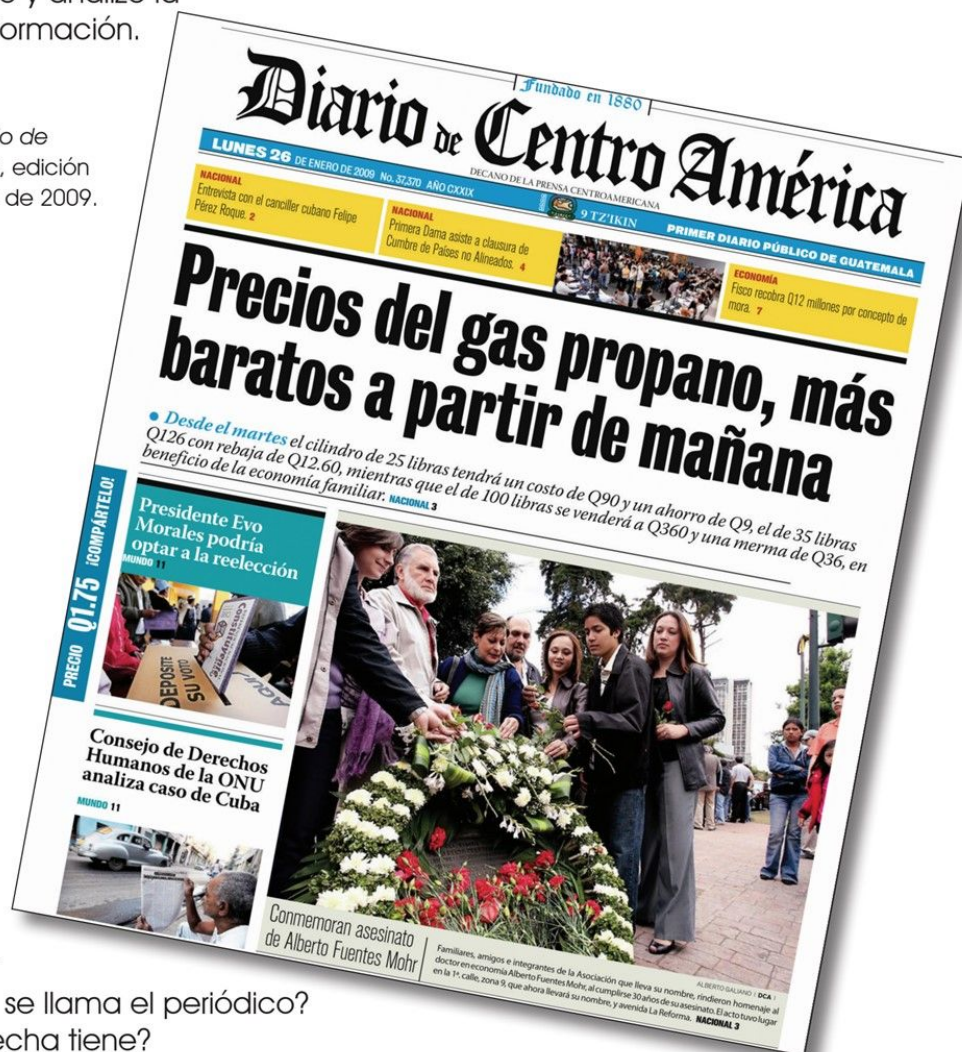 y analizo la
ormación.
o de
, edición
de 2009.
Fundado en 1880
Diario de Centro América
DECANO DE LA PRENSA CENTROAMERICANA
LUNES 26 DE ENERO DE 2009 No. 37,370 AÑO CXXIX
9 TZ'IKIN
PRIMER DIARIO PÚBLICO DE GUATEMALA
NACIONAL
Entrevista con el canciller cubano Felipe
Pérez Roque. 2
NACIONAL
Primera Dama asiste a clausura de
Cumbre de Países no Alineados. 4
ECONOMÍA
Fisco recobra Q12 millones por concepto de
mora. 7
Precios del gas propano, más
baratos a partir de mañana
• Desde el martes el cilindro de 25 libras tendrá un costo de Q90 y un ahorro de Q9, el de 35 libras
Q126 con rebaja de Q12.60, mientras que el de 100 libras se venderá a Q360 y una merma de Q36, en
beneficio de la economía familiar. NACIONAL 3
PRECIO Q1.75 ¡COMPÁRTELO!
Presidente Evo
Morales podría
optar a la reelección
MUNDO 11
Constituyente
DEPOSITE
SU VOTO
AQUÍ
Consejo de Derechos
Humanos de la ONU
analiza caso de Cuba
MUNDO 11
Conmemoran asesinato
de Alberto Fuentes Mohr
ALBERTO GALIANO | DCA |
Familiares, amigos e integrantes de la Asociación que lleva su nombre, rindieron homenaje al
doctor en economía Alberto Fuentes Mohr, al cumplirse 30 años de su asesinato. El acto tuvo lugar
en la 1ª. calle, zona 9, que ahora llevará su nombre, y avenida La Reforma. NACIONAL 3
se llama el periódico?
echa tiene?